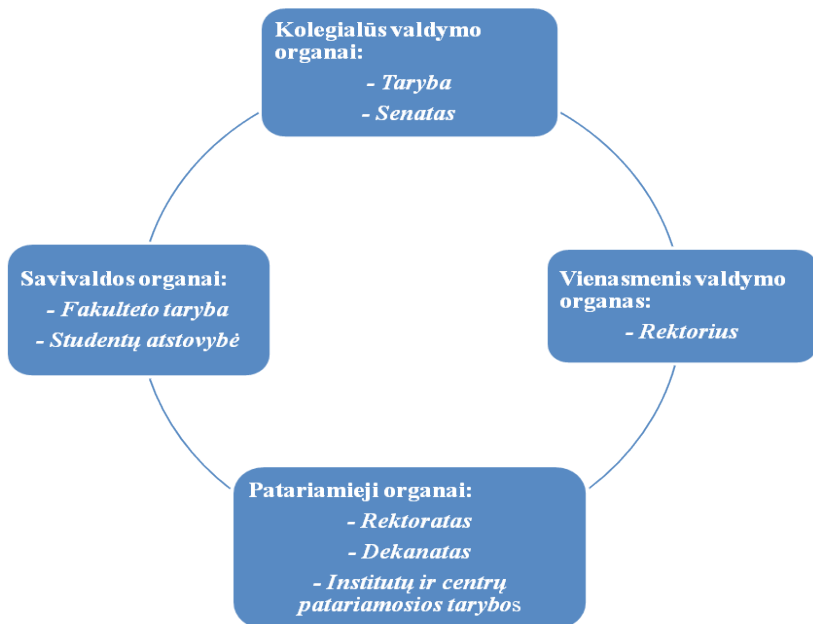 Kolegialūs valdymo
organai:
- Taryba
- Senatas
Vienasmenis valdymo
organas:
- Rektorius
Patariamieji organai:
- Rektoratas
- Dekanatas
- Institutų ir centrų
patariamosios tarybos
Savivaldos organai:
- Fakulteto taryba
- Studentų atstovybė